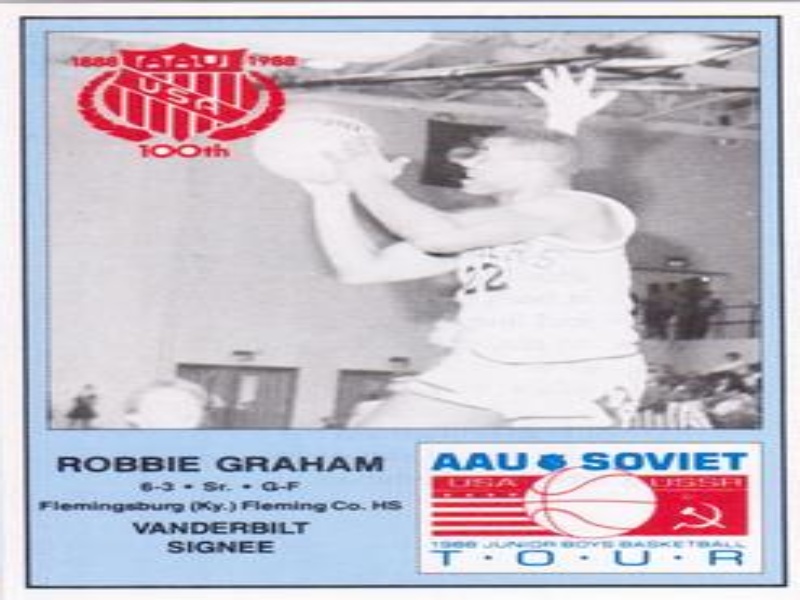 1888 AAU 1988
USA
100th
22
ROBBIE GRAHAM
6-3 • Sr. • G-F
Flemingsburg (Ky.) Fleming Co. HS
VANDERBILT
SIGNEE
AAU SOVIET
USA USSR
1988 JUNIOR BOYS BASKETBALL
T•O•U•R